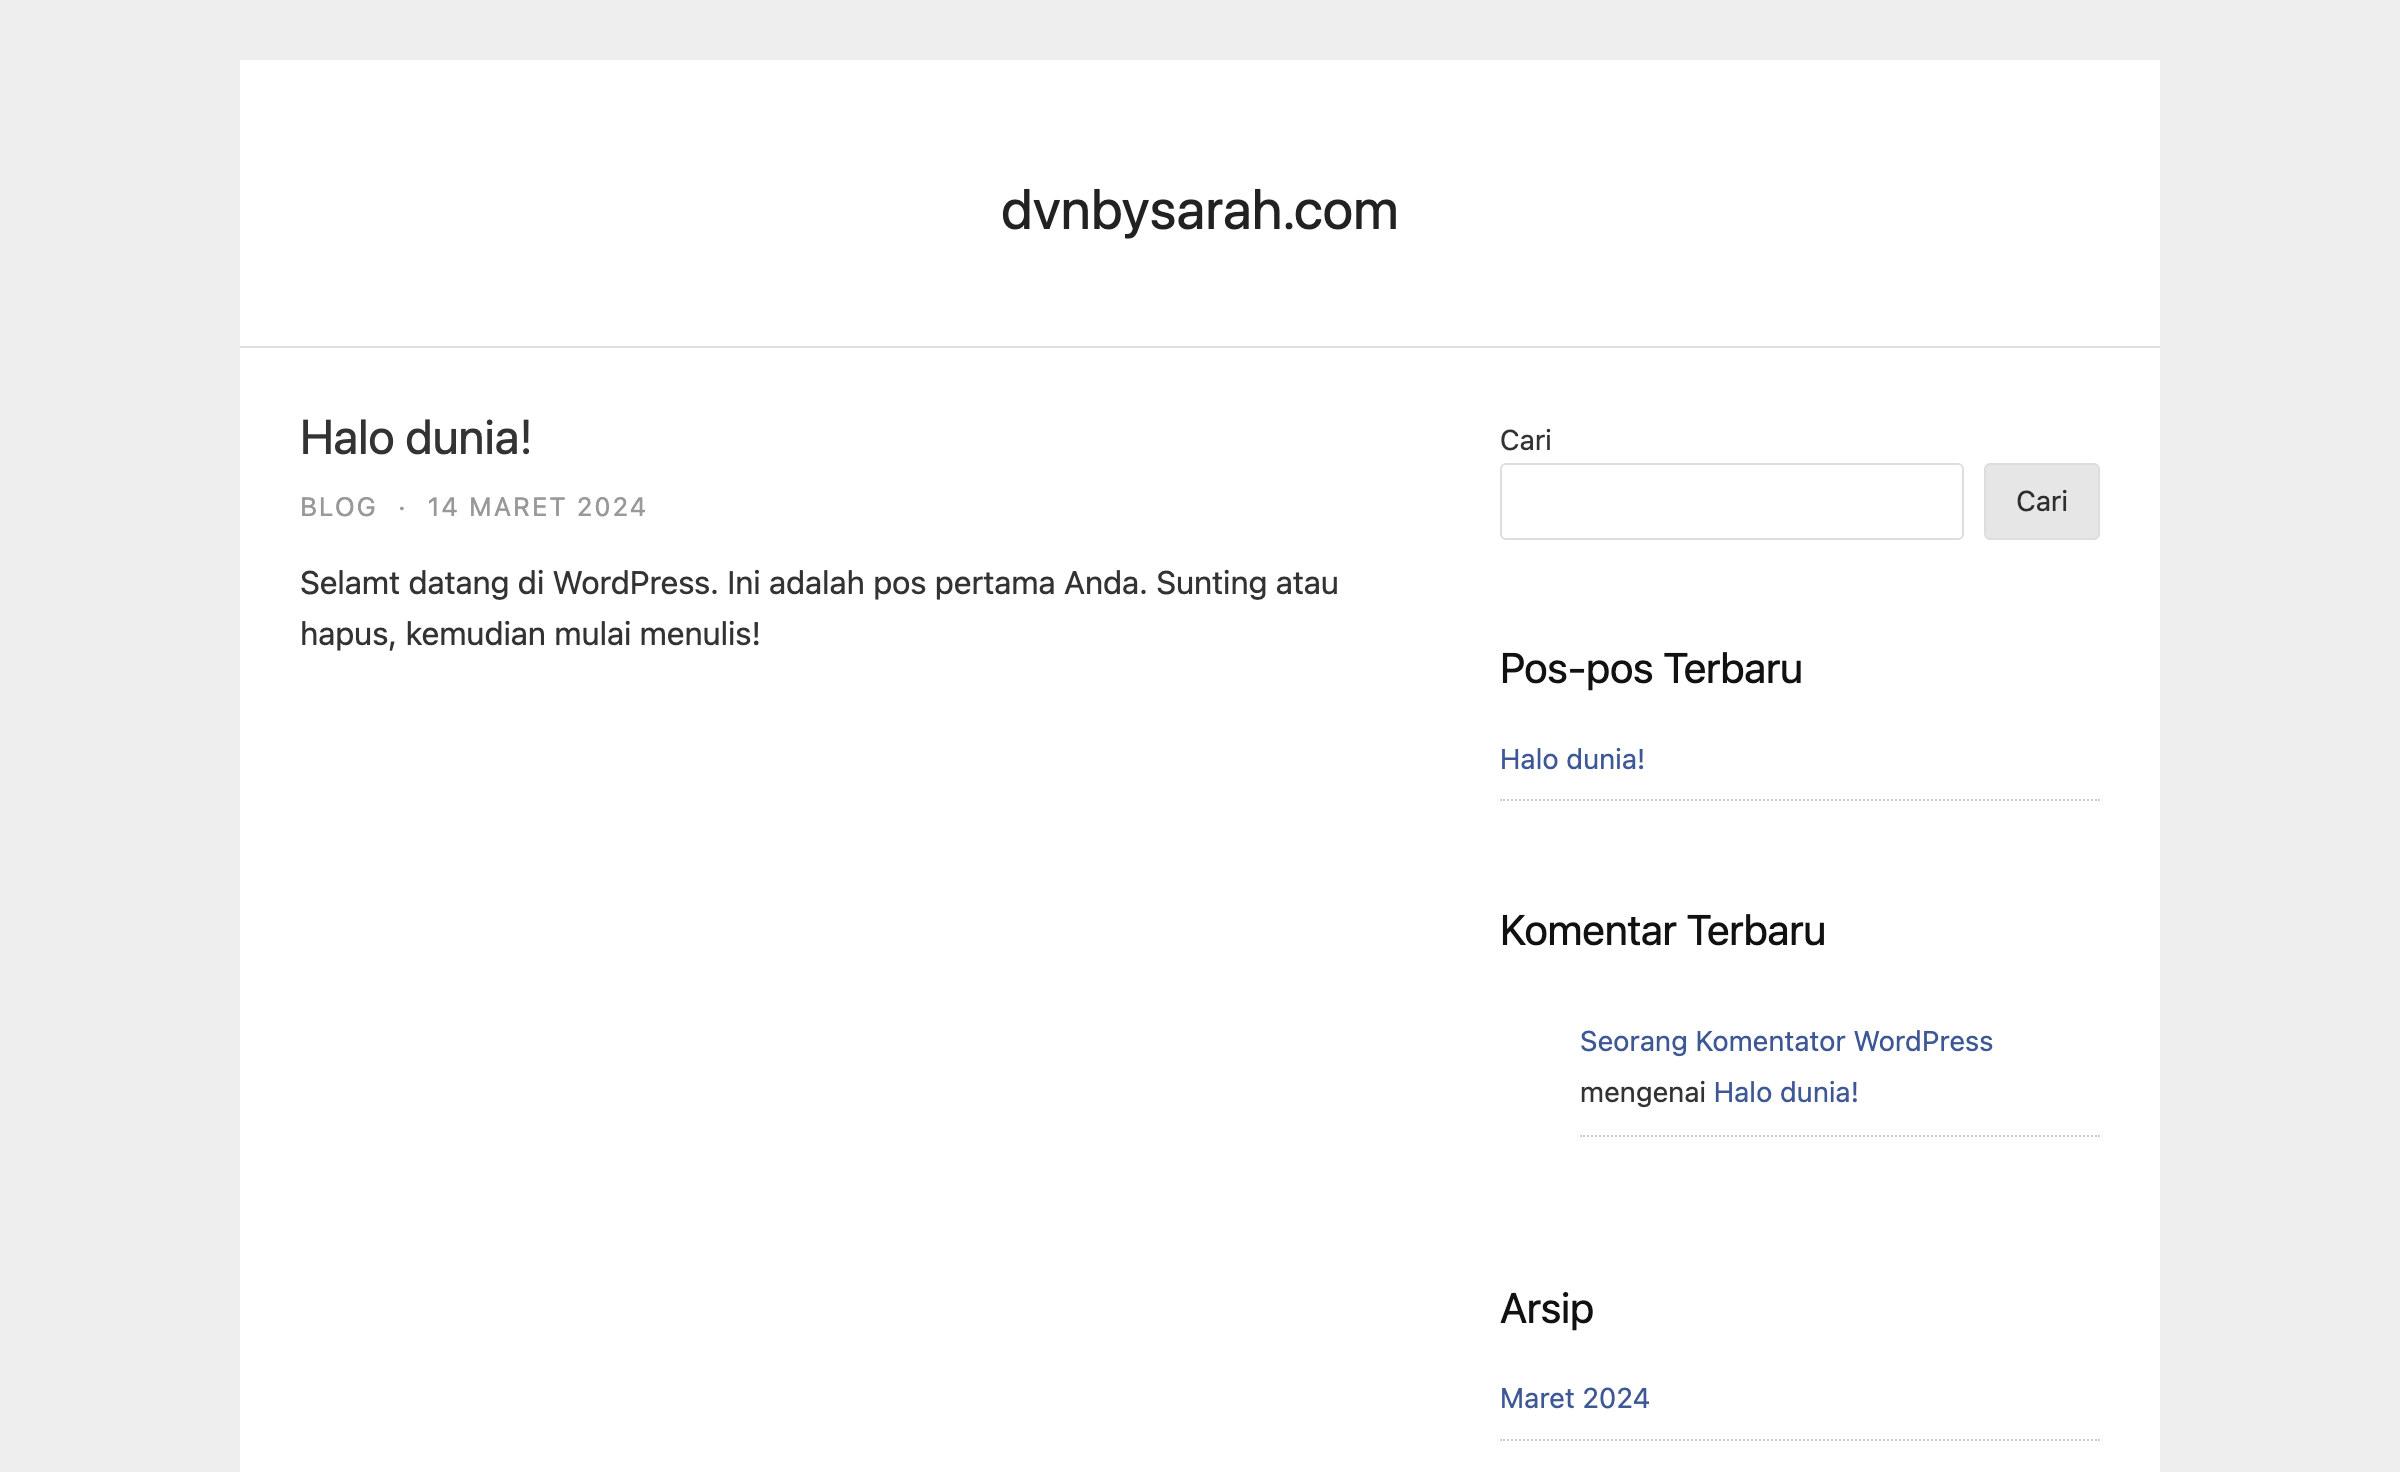 dvnbysarah.com
Halo dunia!
BLOG · 14 MARET 2024
Selamt datang di WordPress. Ini adalah pos pertama Anda. Sunting atau
hapus, kemudian mulai menulis!
Cari
Cari
Pos-pos Terbaru
Halo dunia!
Komentar Terbaru
Seorang Komentator WordPress
mengenai Halo dunia!
Arsip
Maret 2024